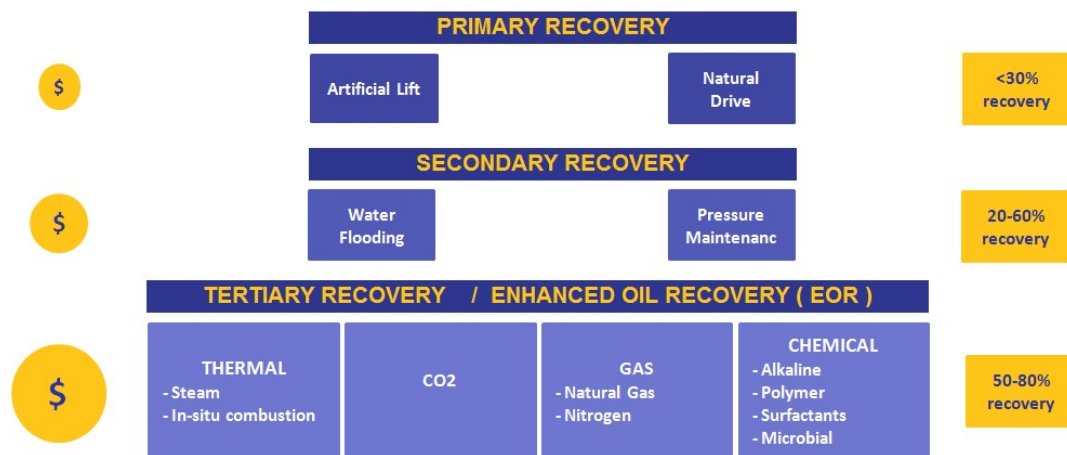 PRIMARY RECOVERY
$
Artificial Lift
Natural
Drive
<30%
recovery
SECONDARY RECOVERY
$
Water
Flooding
Pressure
Maintenanc
20-60%
recovery
TERTIARY RECOVERY / ENHANCED OIL RECOVERY ( EOR )
$
THERMAL
- Steam
- In-situ combustion
CO2
GAS
- Natural Gas
- Nitrogen
CHEMICAL
- Alkaline
- Polymer
- Surfactants
- Microbial
50-80%
recovery